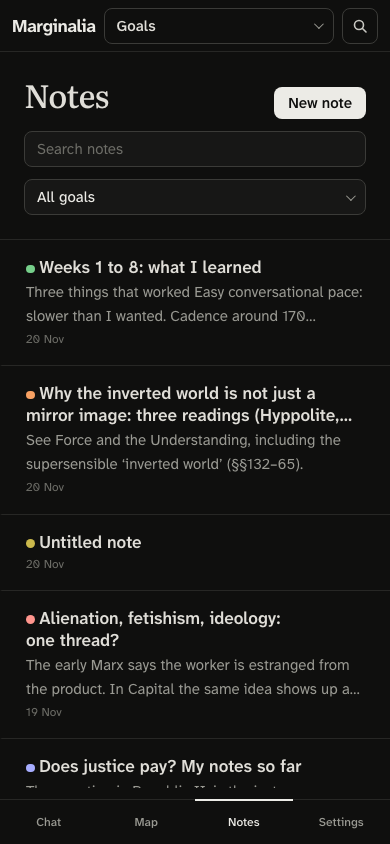 Marginalia
Goals
Notes
New note
Search notes
All goals
Weeks 1 to 8: what I learned
Three things that worked Easy conversational pace:
slower than I wanted. Cadence around 170…
20 Nov
Why the inverted world is not just a
mirror image: three readings (Hyppolite,…
See Force and the Understanding, including the
supersensible ‘inverted world’ (§§132–65).
20 Nov
Untitled note
20 Nov
Alienation, fetishism, ideology:
one thread?
The early Marx says the worker is estranged from
the product. In Capital the same idea shows up a…
19 Nov
Does justice pay? My notes so far
Chat
Map
Notes
Settings